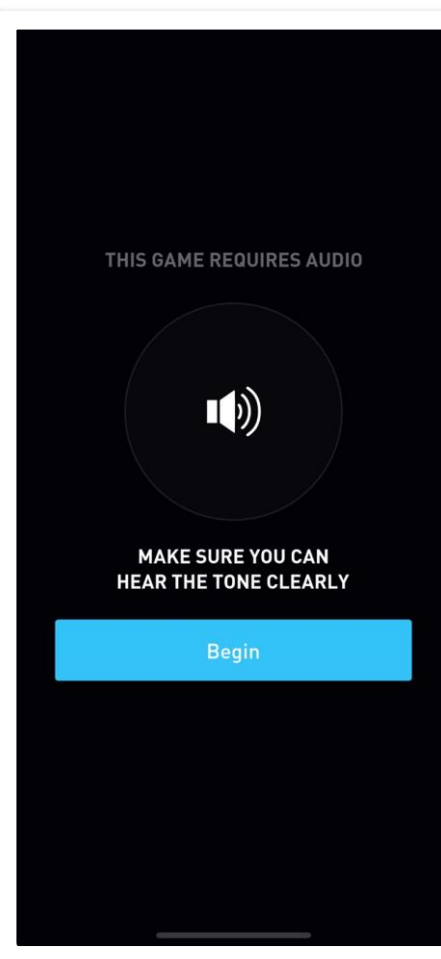 THIS GAME REQUIRES AUDIO
MAKE SURE YOU CAN
HEAR THE TONE CLEARLY
Begin